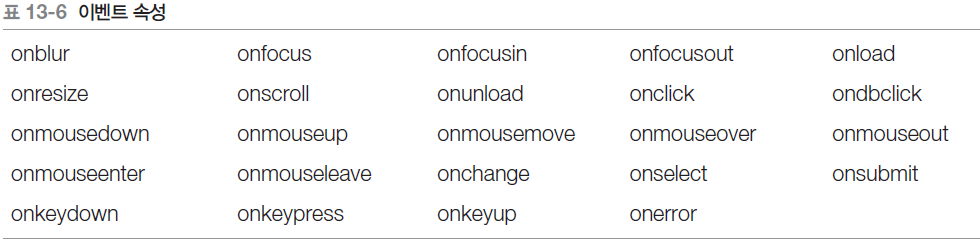 표 13-6 이벤트 속성
onblur onfocus onfocusin onfocusout onload
onresize onscroll onunload onclick ondbclick
onmousedown onmouseup onmousemove onmouseover onmouseout
onmouseenter onmouseleave onchange onselect onsubmit
onkeydown onkeypress onkeyup onerror